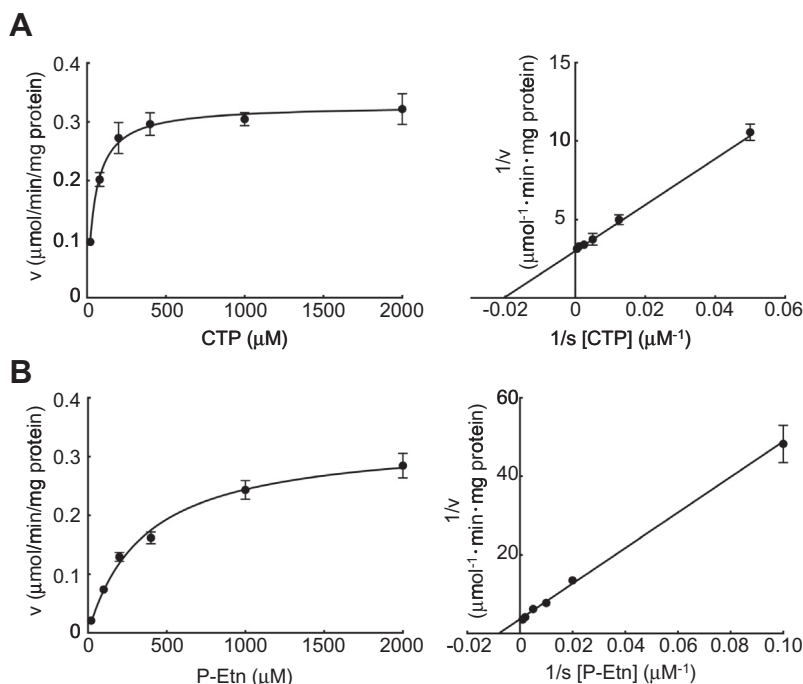 A
v (μmol/min/mg protein)
0.4
0.3
0.2
0.1
0
0 500 1000 1500 2000
CTP (μM)
1/v
(μmol-1·min·mg protein)
15
10
5
-0.02 0 0.02 0.04 0.06
1/s [CTP] (μM-1)
B
v (μmol/min/mg protein)
0.4
0.3
0.2
0.1
0
0 500 1000 1500 2000
P-Etn (μM)
1/v
(μmol-1·min·mg protein)
60
40
20
-0.02 0 0.02 0.04 0.06 0.08 0.10
1/s [P-Etn] (μM-1)